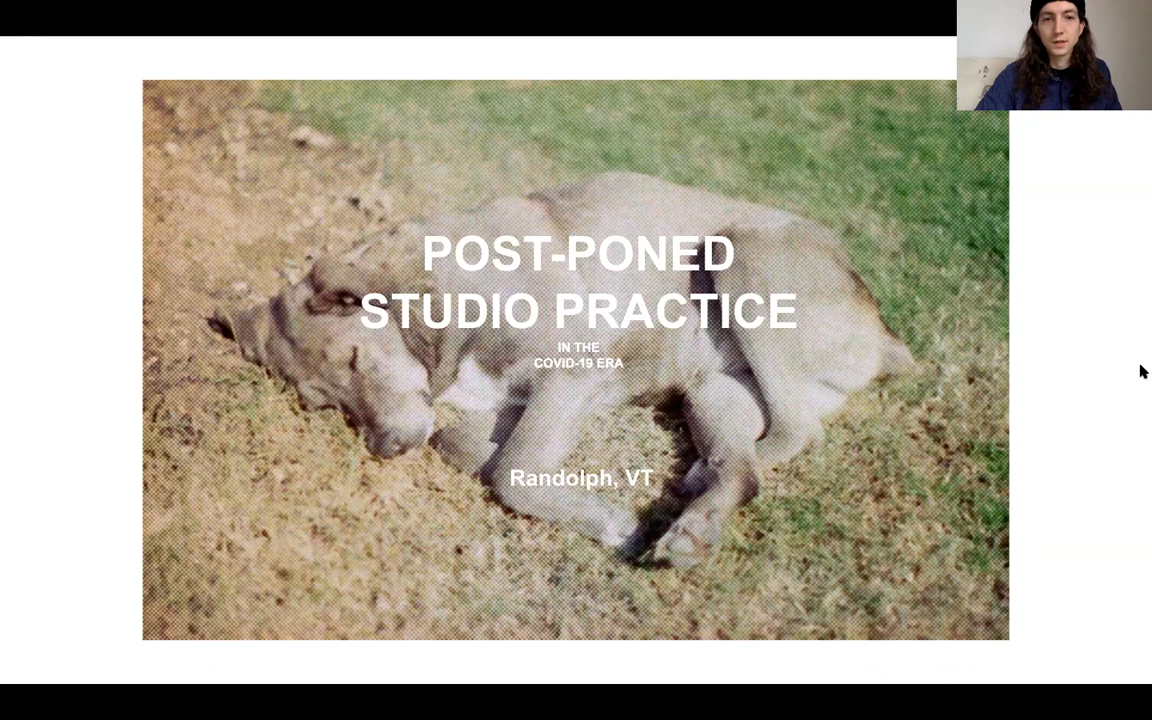 POST-PONED
STUDIO PRACTICE
IN THE
COVID-19 ERA
Randolph, VT